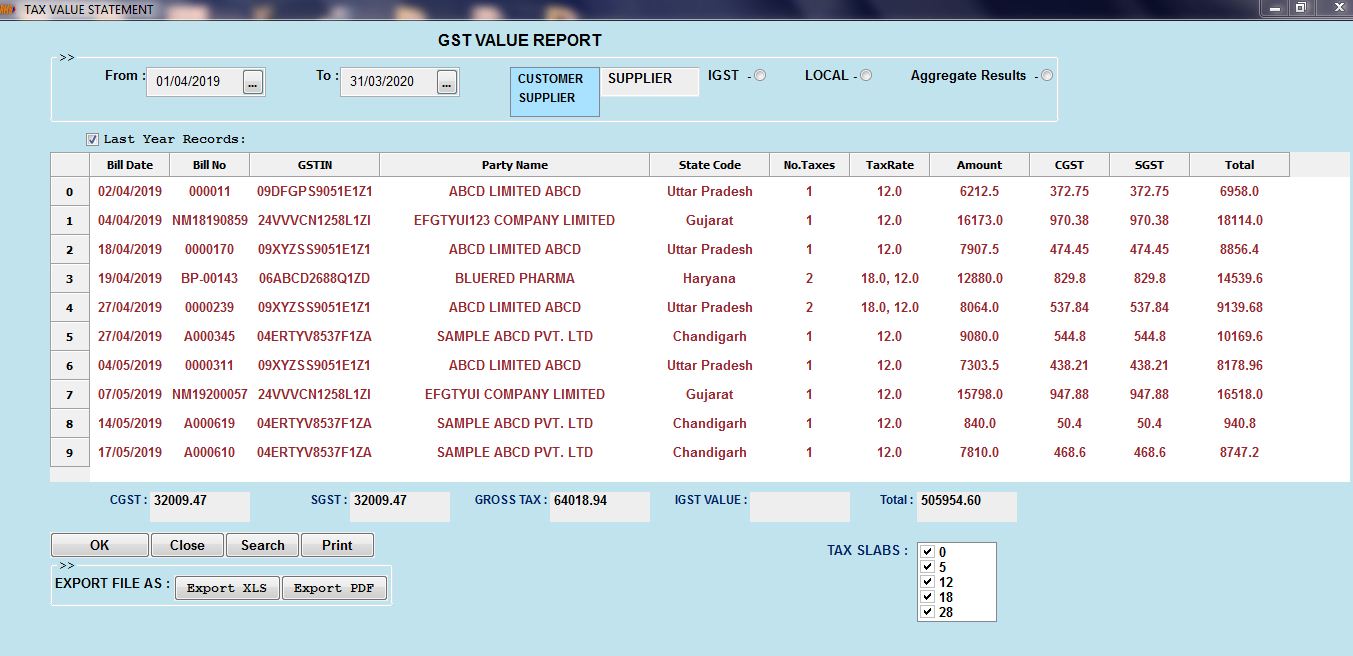 TAX VALUE STATEMENT
GST VALUE REPORT
>>
From : 01/04/2019 ... To : 31/03/2020 ... CUSTOMER SUPPLIER IGST - LOCAL - Aggregate Results -
SUPPLIER
Last Year Records:
Bill Date Bill No GSTIN Party Name State Code No.Taxes TaxRate Amount CGST SGST Total
0 02/04/2019 000011 09DFGPS9051E1Z1 ABCD LIMITED ABCD Uttar Pradesh 1 12.0 6212.5 372.75 372.75 6958.0
1 04/04/2019 NM18190859 24VVVCN1258L1ZI EFGTYUI123 COMPANY LIMITED Gujarat 1 12.0 16173.0 970.38 970.38 18114.0
2 18/04/2019 0000170 09XYZSS9051E1Z1 ABCD LIMITED ABCD Uttar Pradesh 1 12.0 7907.5 474.45 474.45 8856.4
3 19/04/2019 BP-00143 06ABCD2688Q1ZD BLUERED PHARMA Haryana 2 18.0, 12.0 12880.0 829.8 829.8 14539.6
4 27/04/2019 0000239 09XYZSS9051E1Z1 ABCD LIMITED ABCD Uttar Pradesh 2 18.0, 12.0 8064.0 537.84 537.84 9139.68
5 27/04/2019 A000345 04ERTYV8537F1ZA SAMPLE ABCD PVT. LTD Chandigarh 1 12.0 9080.0 544.8 544.8 10169.6
6 04/05/2019 0000311 09XYZSS9051E1Z1 ABCD LIMITED ABCD Uttar Pradesh 1 12.0 7303.5 438.21 438.21 8178.96
7 07/05/2019 NM19200057 24VVVCN1258L1ZI EFGTYUI COMPANY LIMITED Gujarat 1 12.0 15798.0 947.88 947.88 16518.0
8 14/05/2019 A000619 04ERTYV8537F1ZA SAMPLE ABCD PVT. LTD Chandigarh 1 12.0 840.0 50.4 50.4 940.8
9 17/05/2019 A000610 04ERTYV8537F1ZA SAMPLE ABCD PVT. LTD Chandigarh 1 12.0 7810.0 468.6 468.6 8747.2
CGST : 32009.47 SGST : 32009.47 GROSS TAX : 64018.94 IGST VALUE : Total : 505954.60
OK Close Search Print
>>
EXPORT FILE AS : Export XLS Export PDF
TAX SLABS : 0
5
12
18
28